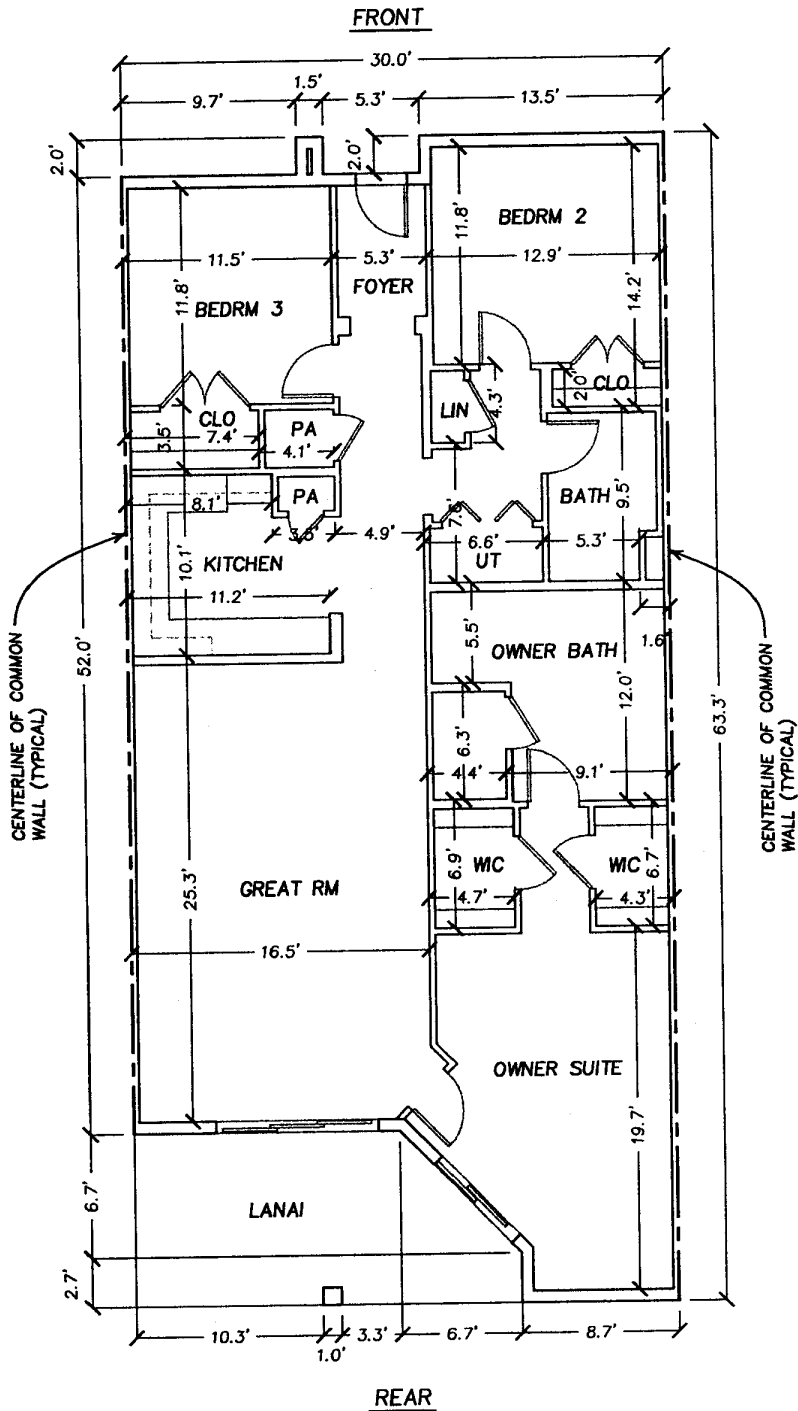 FRONT
30.0'
1.5'
9.7'
5.3'
13.5'
2.0'
2.0'
11.8'
BEDRM 2
11.5'
5.3'
12.9'
FOYER
11.8'
BEDRM 3
14.2'
2.0'
CLO
4.3'
LIN
CLO
7.4'
3.5'
PA
4.1'
PA
8.1'
3.5'
4.9'
BATH
9.5'
7.6'
6.6'
5.3'
UT
KITCHEN
10.1'
11.2'
1.6'
5.5'
OWNER BATH
12.0'
52.0'
63.3'
CENTERLINE OF COMMON
WALL (TYPICAL)
CENTERLINE OF COMMON
WALL (TYPICAL)
6.3'
4.4'
9.1'
WIC
6.9'
4.7'
WIC
6.7'
4.3'
GREAT RM
25.3'
16.5'
OWNER SUITE
19.7'
LANAI
6.7'
2.7'
10.3'
1.0'
3.3'
6.7'
8.7'
REAR